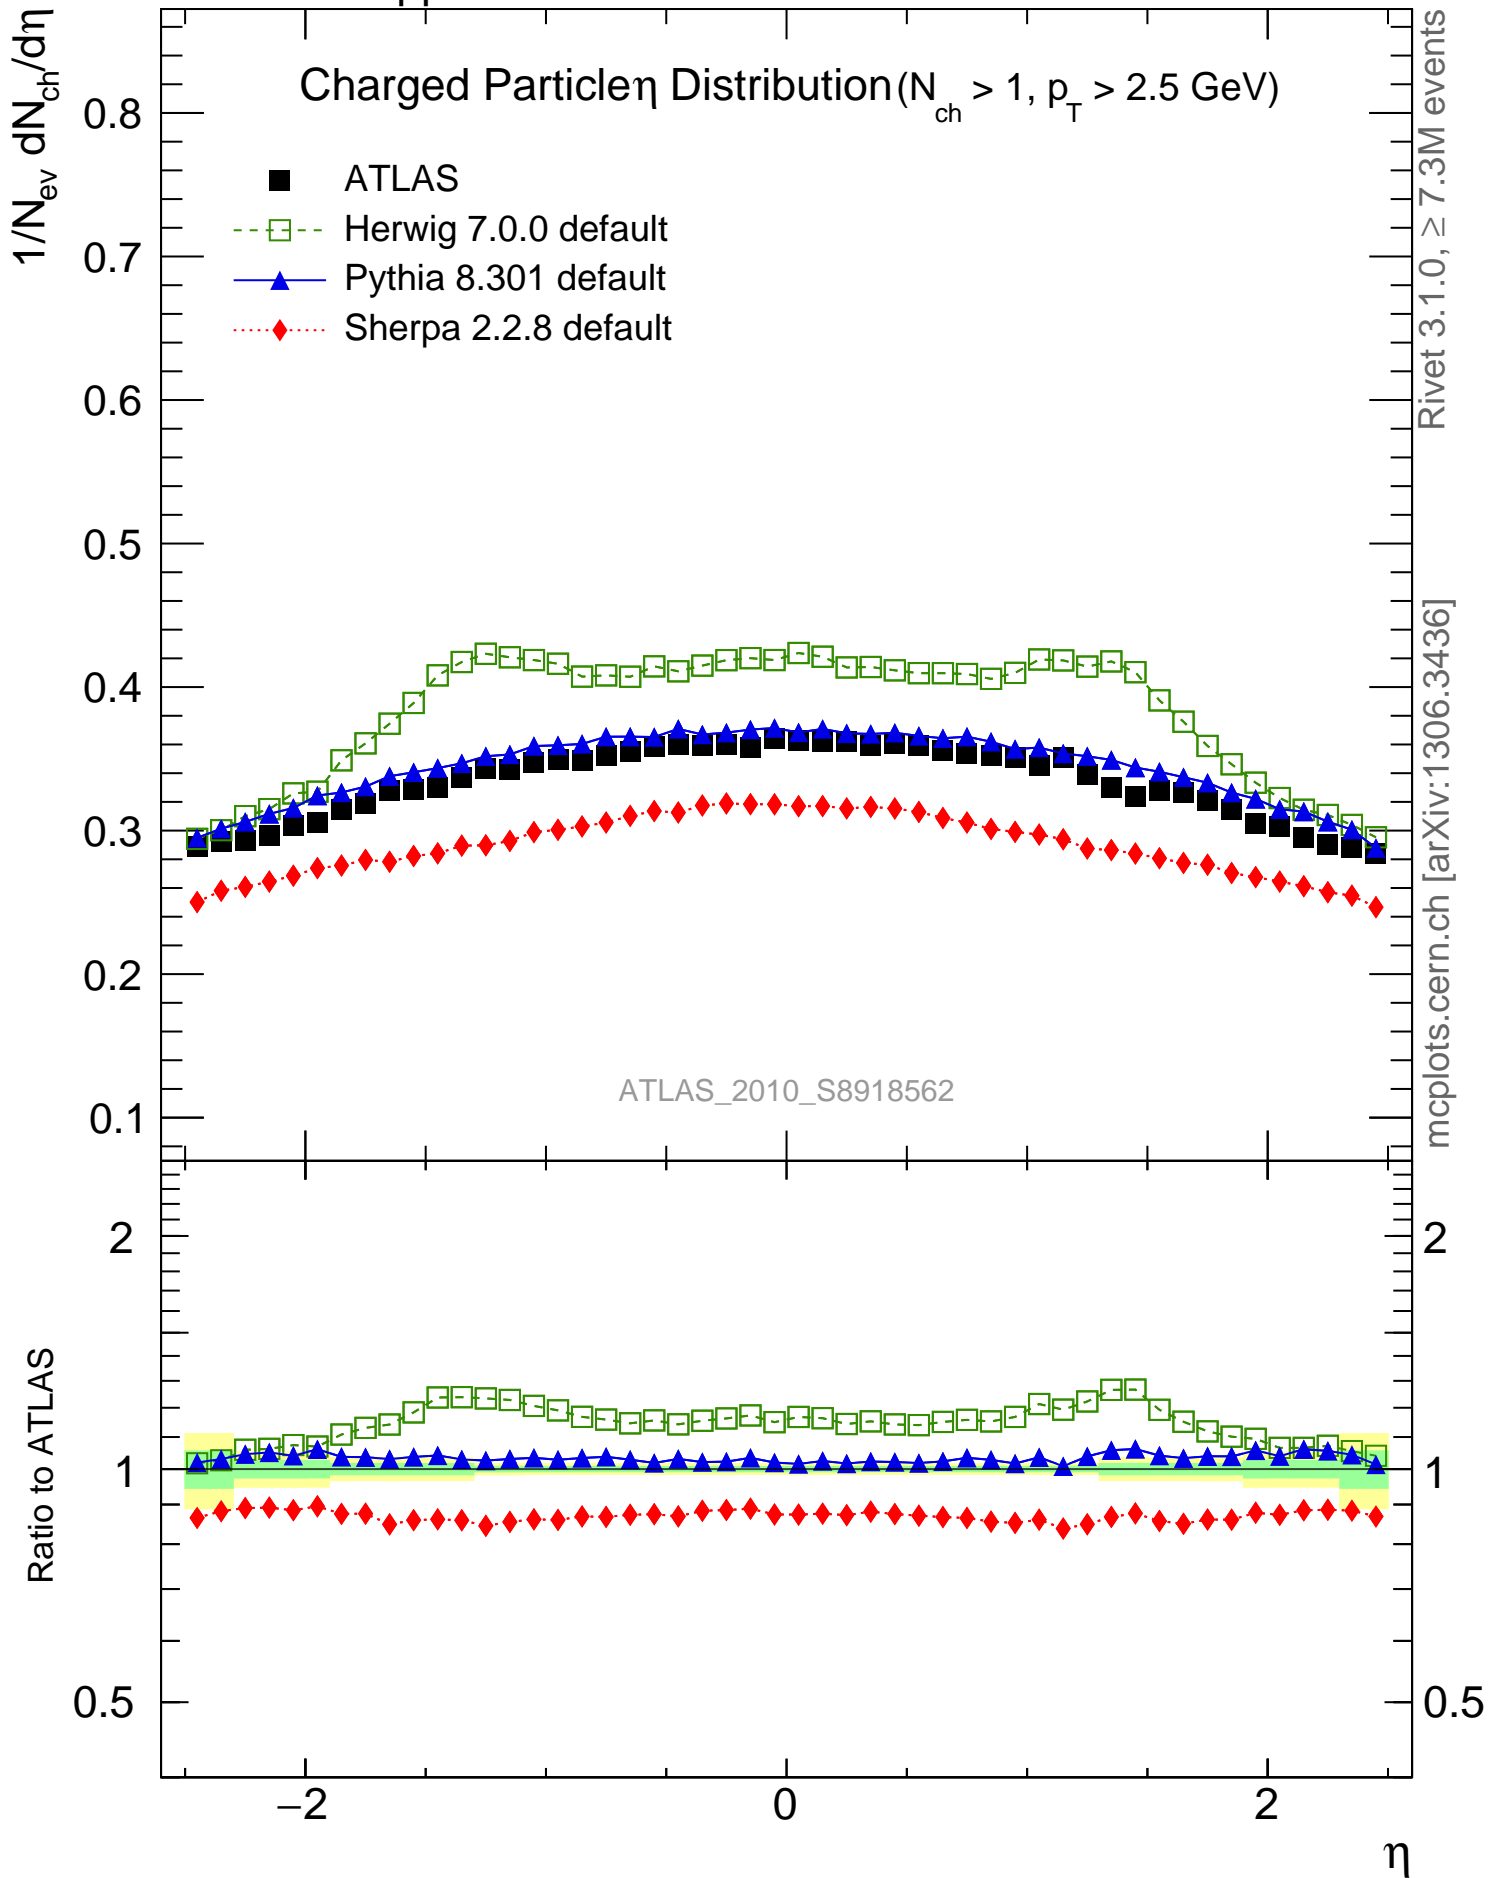 pp
1/N_ev dN_ch/dη
Charged Particleη Distribution(N_ch > 1, p_T > 2.5 GeV)
ATLAS
Herwig 7.0.0 default
Pythia 8.301 default
Sherpa 2.2.8 default
0.8
0.7
0.6
0.5
0.4
0.3
0.2
0.1
ATLAS_2010_S8918562
Rivet 3.1.0, ≥ 7.3M events
mcplots.cern.ch [arXiv:1306.3436]
Ratio to ATLAS
2
1
0.5
2
1
0.5
−2
0
2
η